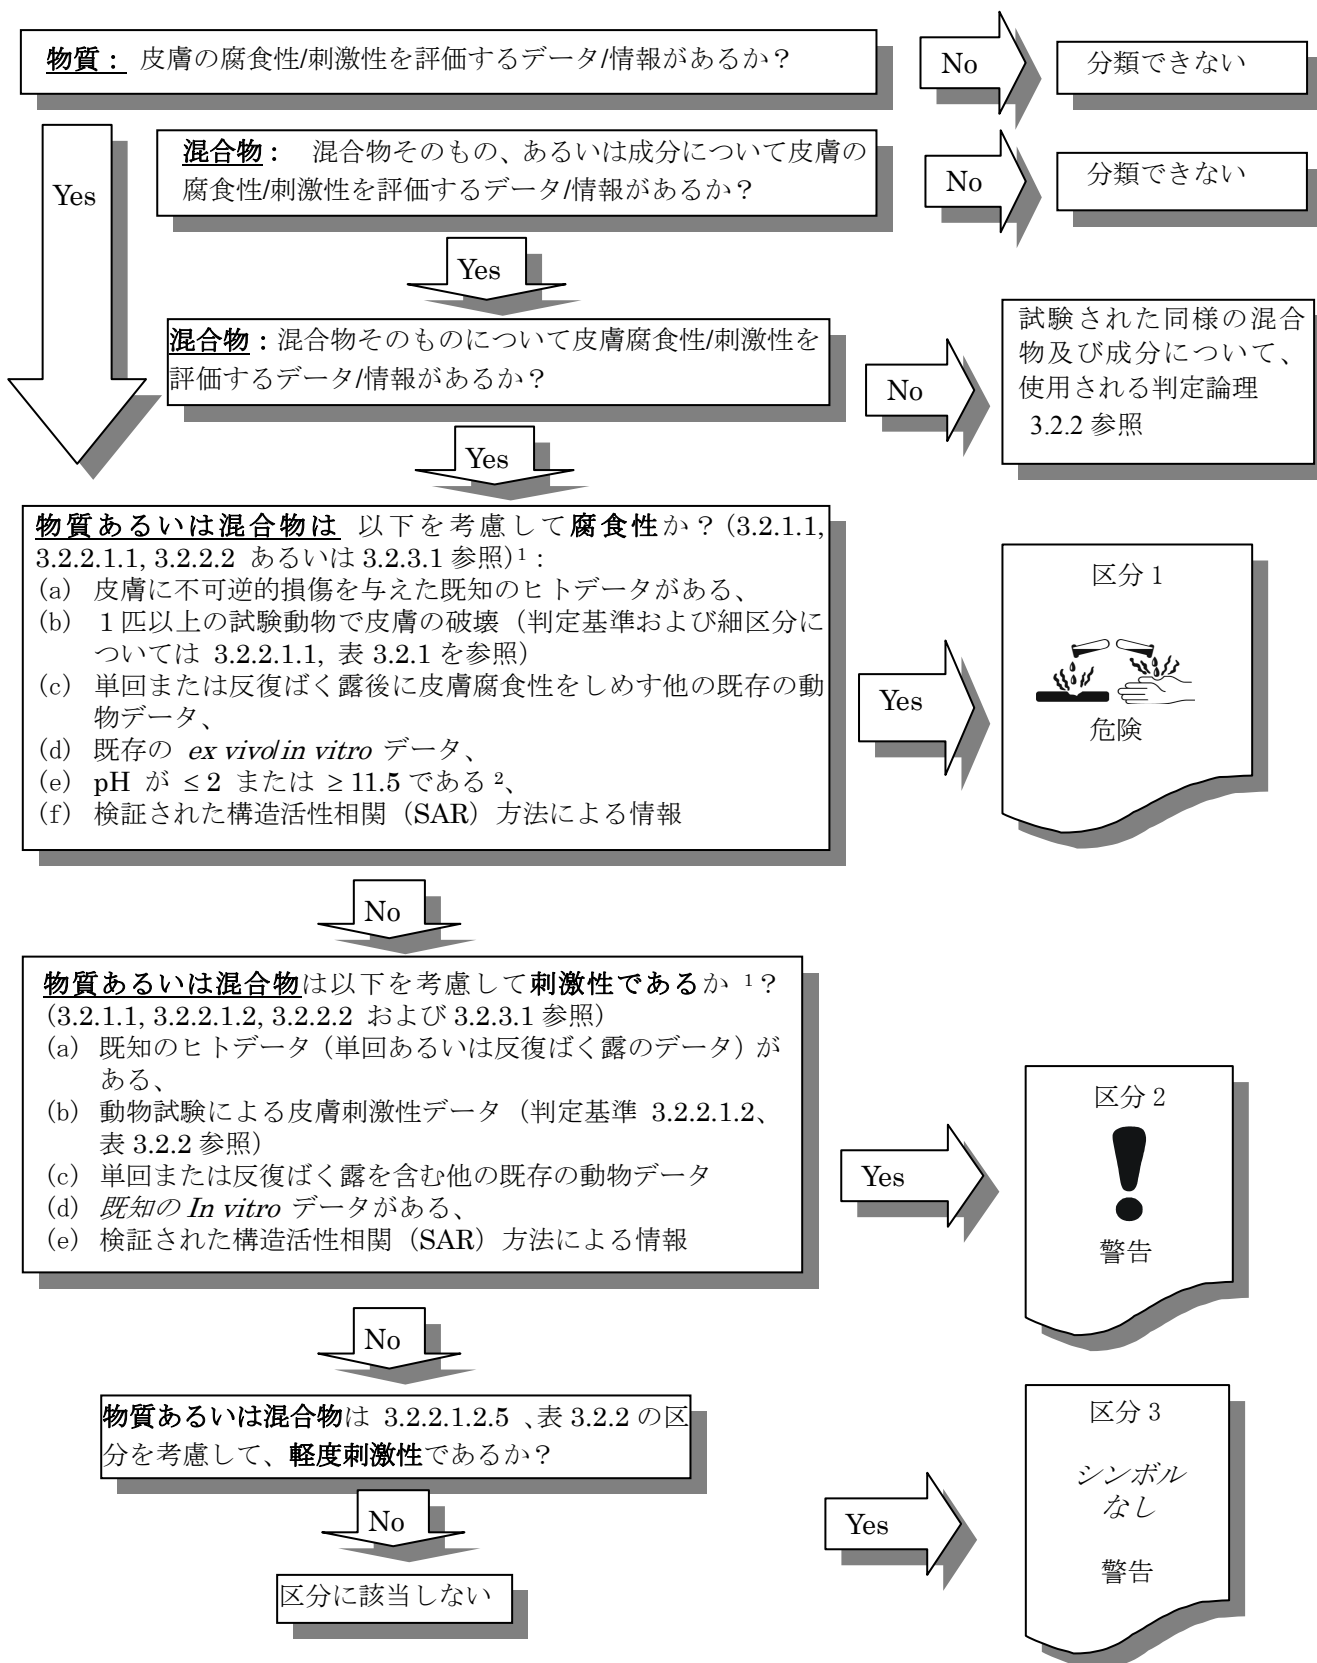 物質： 皮膚の腐食性/刺激性を評価するデータ/情報があるか？
No
分類できない
Yes
混合物： 混合物そのもの、あるいは成分について皮膚の
腐食性/刺激性を評価するデータ/情報があるか？
No
分類できない
Yes
混合物：混合物そのものについて皮膚腐食性/刺激性を
評価するデータ/情報があるか？
No
試験された同様の混合
物及び成分について、
使用される判定論理
3.2.2 参照
Yes
物質あるいは混合物は 以下を考慮して腐食性か？(3.2.1.1,
3.2.2.1.1, 3.2.2.2 あるいは 3.2.3.1 参照)¹：
(a) 皮膚に不可逆的損傷を与えた既知のヒトデータがある、
(b) １匹以上の試験動物で皮膚の破壊（判定基準および細区分に
ついては 3.2.2.1.1, 表 3.2.1 を参照）
(c) 単回または反復ばく露後に皮膚腐食性をしめす他の既存の動
物データ、
(d) 既存の ex vivo/in vitro データ、
(e) pH が ≤ 2 または ≥ 11.5 である ²、
(f) 検証された構造活性相関（SAR）方法による情報
Yes
区分 1
危険
No
物質あるいは混合物は以下を考慮して刺激性であるか ¹？
(3.2.1.1, 3.2.2.1.2, 3.2.2.2 および 3.2.3.1 参照)
(a) 既知のヒトデータ（単回あるいは反復ばく露のデータ）が
ある、
(b) 動物試験による皮膚刺激性データ（判定基準 3.2.2.1.2、
表 3.2.2 参照）
(c) 単回または反復ばく露を含む他の既存の動物データ
(d) 既知の In vitro データがある、
(e) 検証された構造活性相関（SAR）方法による情報
Yes
区分 2
警告
No
物質あるいは混合物は 3.2.2.1.2.5 、表 3.2.2 の区
分を考慮して、軽度刺激性であるか？
Yes
区分 3
シンボル
なし
警告
No
区分に該当しない